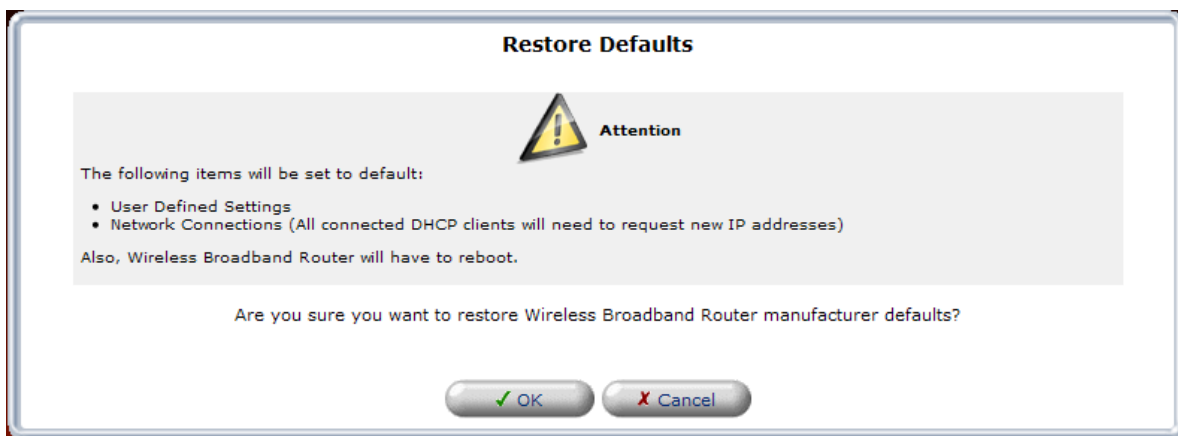 Restore Defaults
Attention
The following items will be set to default:
• User Defined Settings
• Network Connections (All connected DHCP clients will need to request new IP addresses)
Also, Wireless Broadband Router will have to reboot.
Are you sure you want to restore Wireless Broadband Router manufacturer defaults?
✓ OK ✗ Cancel